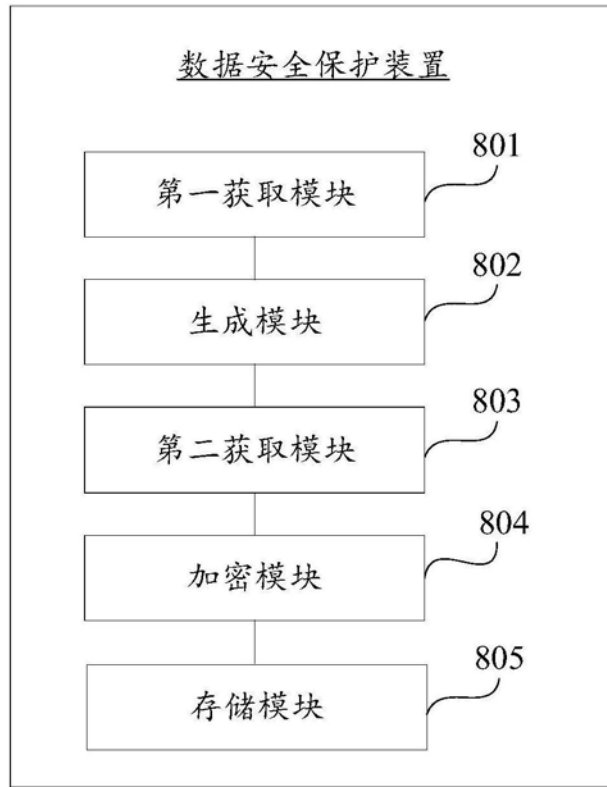 数据安全保护装置
801
第一获取模块
802
生成模块
803
第二获取模块
804
加密模块
805
存储模块